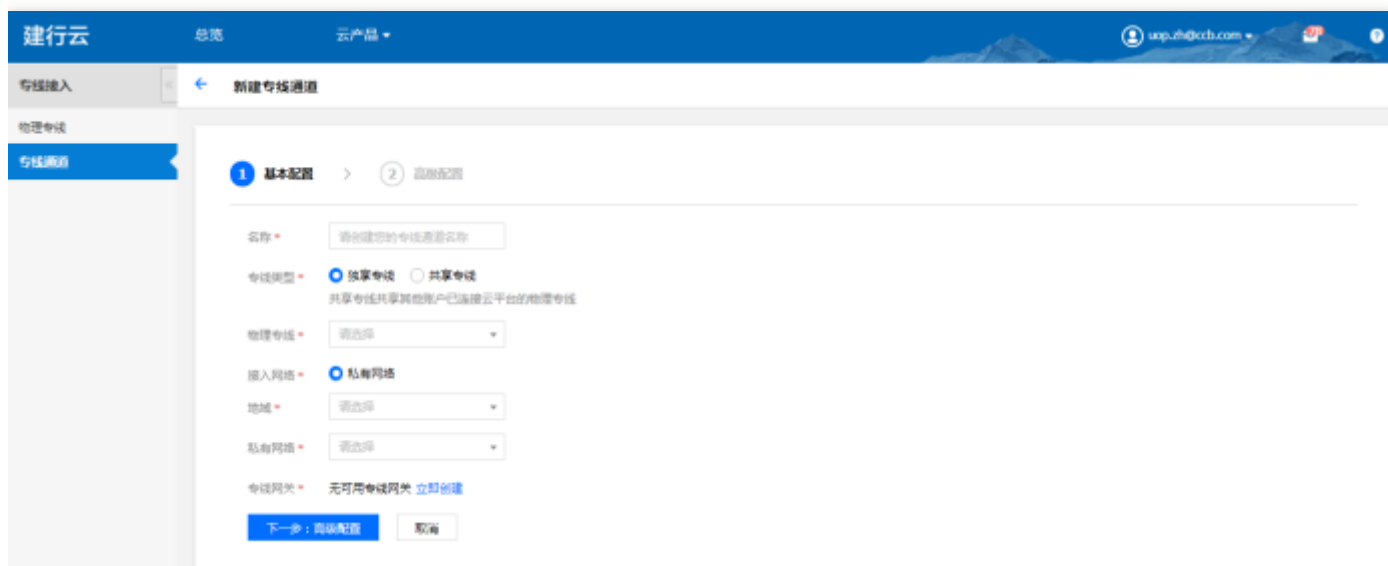 建行云
总览
云产品
uop.zh@ccb.com
专线接入
新建专线通道
物理专线
专线通道
1 基本配置 > 2 高级配置
名称 * 请创建您的专线通道名称
专线类型 * 独享专线 共享专线
共享专线共享其他账户已连接云平台的物理专线
物理专线 * 请选择
接入网络 * 私有网络
地域 * 请选择
私有网络 * 请选择
专线网关 * 无可用专线网关 立即创建
下一步：高级配置 取消